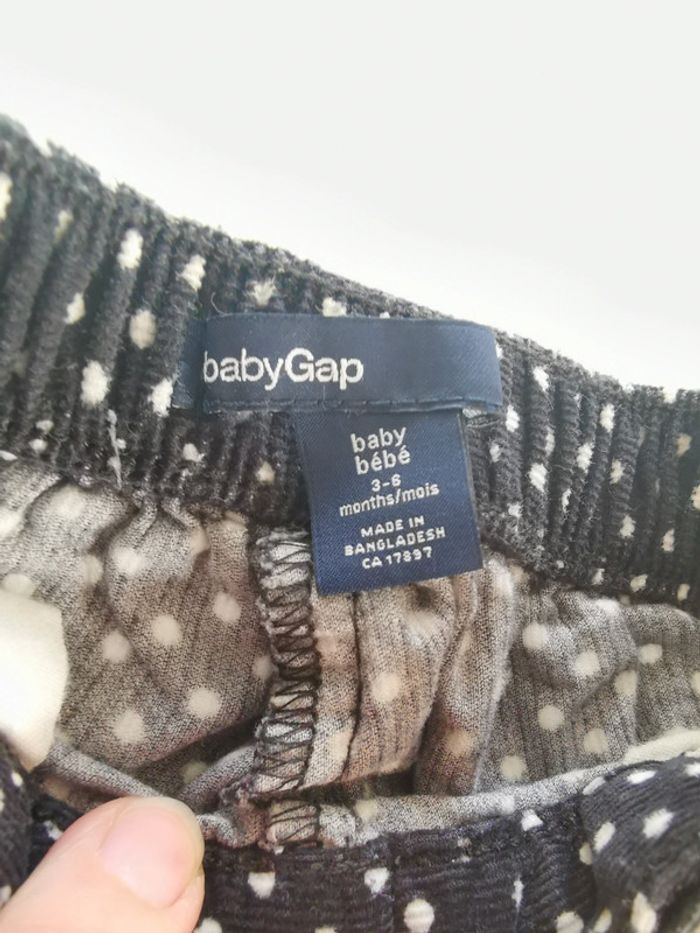 babyGap
baby
bébé
3-6
months/mois
MADE IN
BANGLADESH
CA 17897